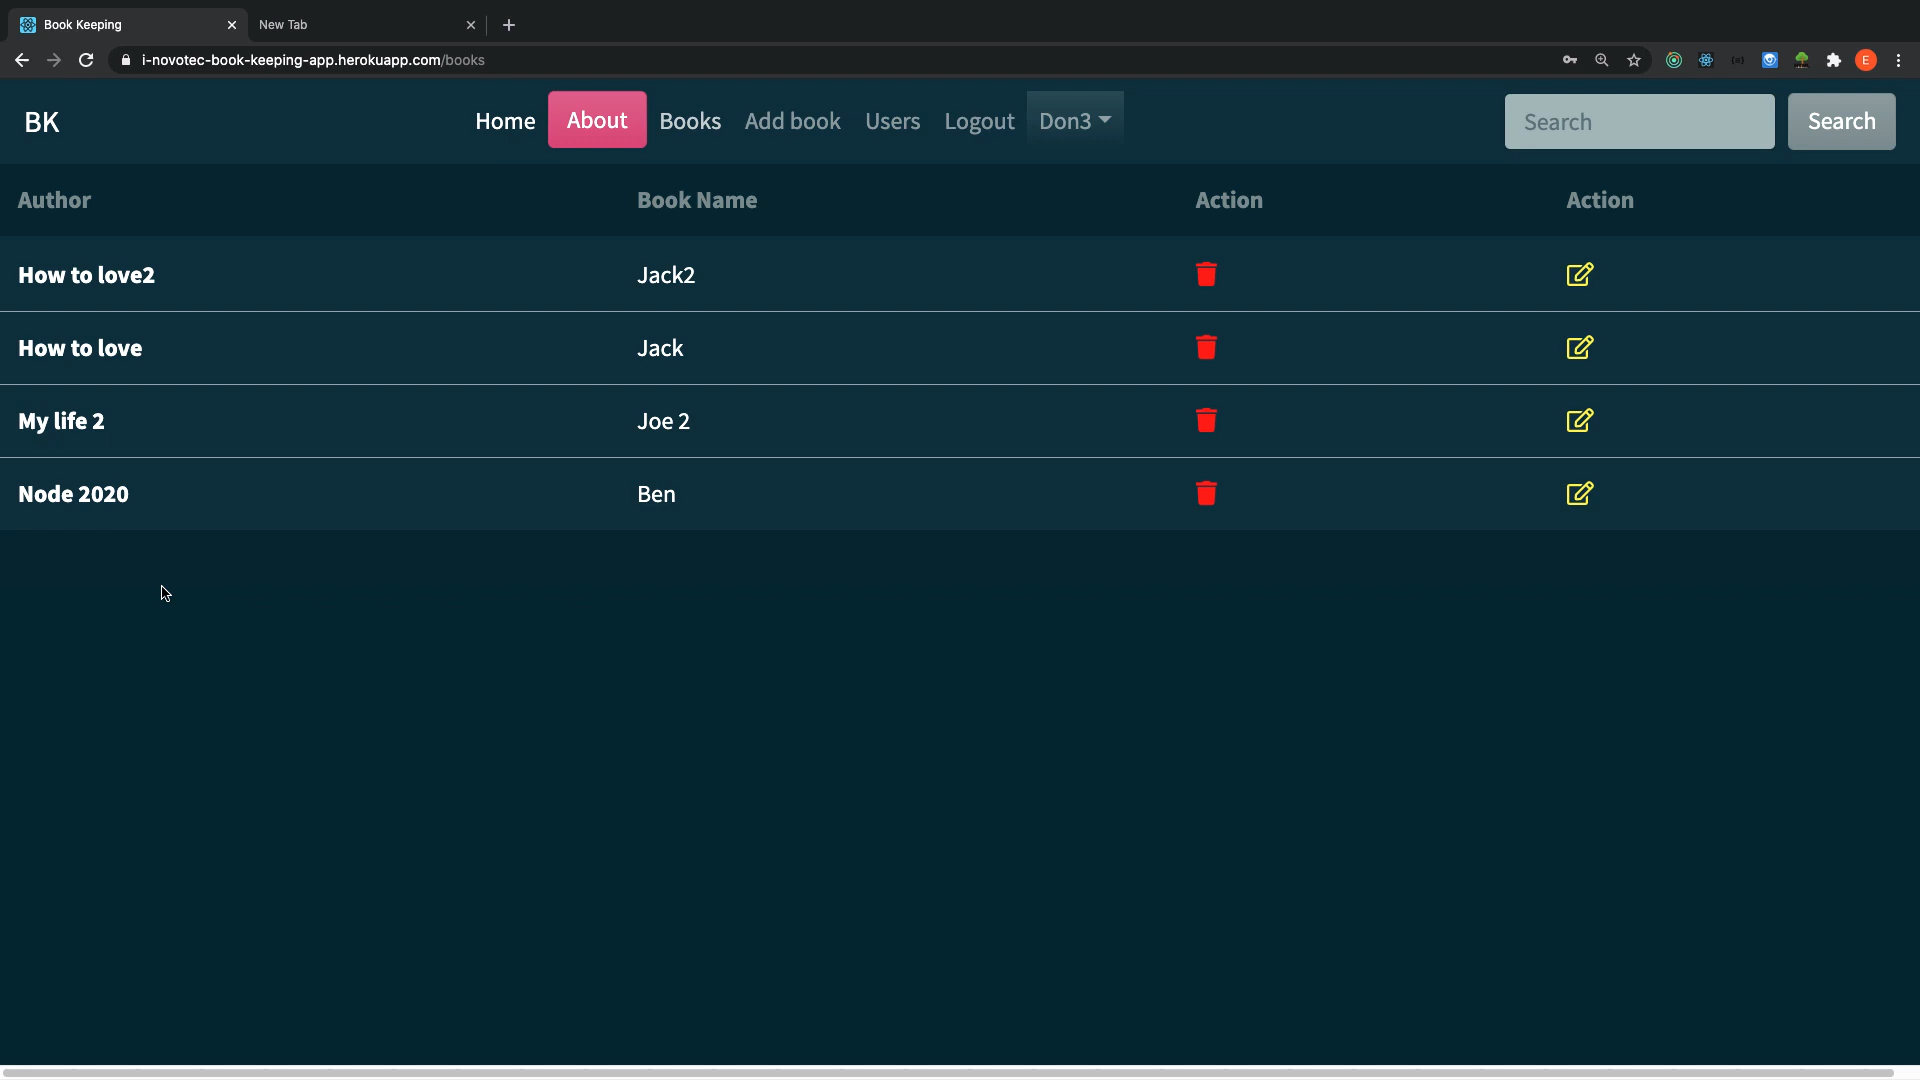 Book Keeping
New Tab
i-novotec-book-keeping-app.herokuapp.com/books
E
BK
Home
About
Books
Add book
Users
Logout
Don3
Search
Search
Author Book Name Action Action
How to love2 Jack2
How to love Jack
My life 2 Joe 2
Node 2020 Ben